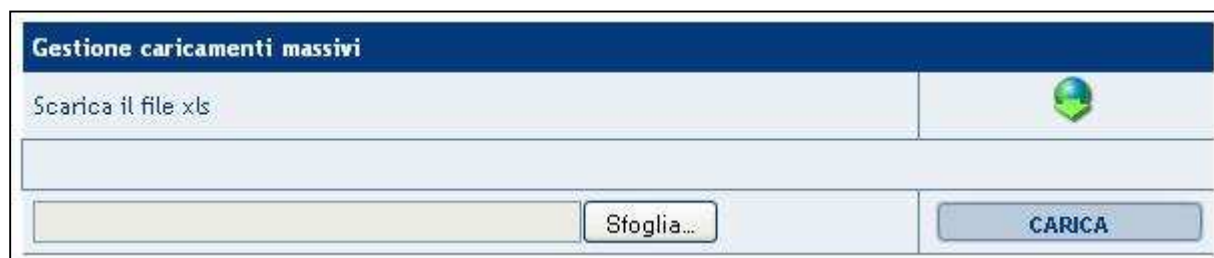 Gestione caricamenti massivi
Scarica il file xls
Sfoglia... CARICA